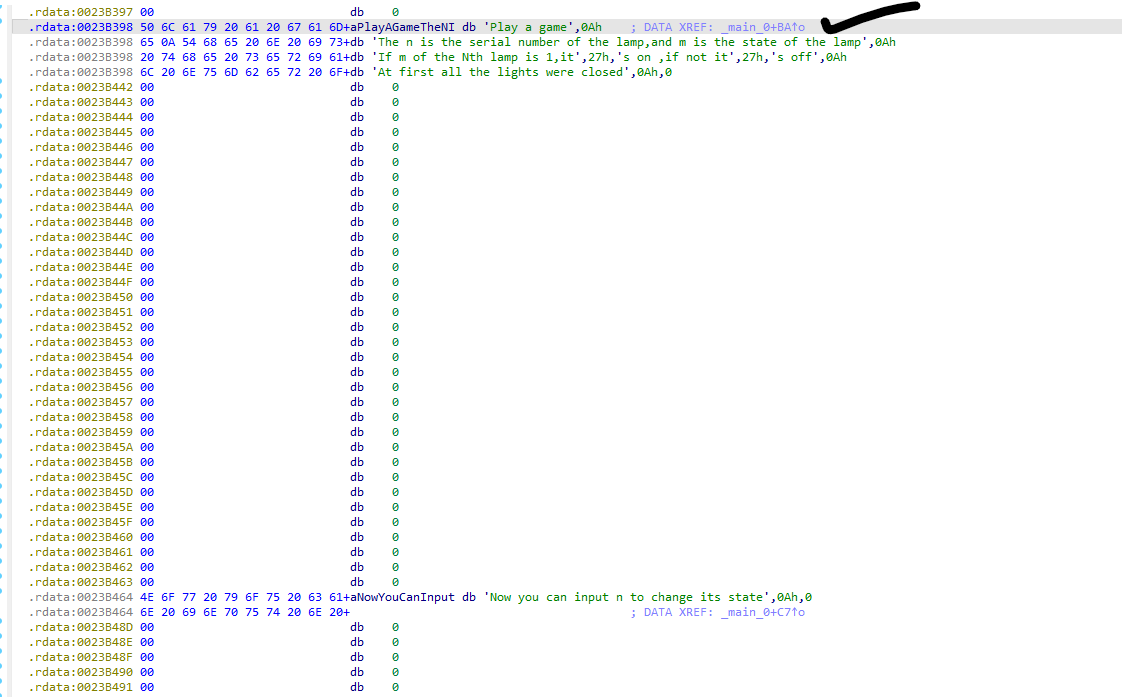 .rdata:0023B397 00 db 0
.rdata:0023B398 50 6C 61 79 20 61 20 67 61 6D+aPlayAGameTheNI db 'Play a game',0Ah ; DATA XREF: _main_0+BA↑o
.rdata:0023B398 65 0A 54 68 65 20 6E 20 69 73+db 'The n is the serial number of the lamp,and m is the state of the lamp',0Ah
.rdata:0023B398 20 74 68 65 20 73 65 72 69 61+db 'If m of the Nth lamp is 1,it',27h,'s on ,if not it',27h,'s off',0Ah
.rdata:0023B398 6C 20 6E 75 6D 62 65 72 20 6F+db 'At first all the lights were closed',0Ah,0
.rdata:0023B442 00 db 0
.rdata:0023B443 00 db 0
.rdata:0023B444 00 db 0
.rdata:0023B445 00 db 0
.rdata:0023B446 00 db 0
.rdata:0023B447 00 db 0
.rdata:0023B448 00 db 0
.rdata:0023B449 00 db 0
.rdata:0023B44A 00 db 0
.rdata:0023B44B 00 db 0
.rdata:0023B44C 00 db 0
.rdata:0023B44D 00 db 0
.rdata:0023B44E 00 db 0
.rdata:0023B44F 00 db 0
.rdata:0023B450 00 db 0
.rdata:0023B451 00 db 0
.rdata:0023B452 00 db 0
.rdata:0023B453 00 db 0
.rdata:0023B454 00 db 0
.rdata:0023B455 00 db 0
.rdata:0023B456 00 db 0
.rdata:0023B457 00 db 0
.rdata:0023B458 00 db 0
.rdata:0023B459 00 db 0
.rdata:0023B45A 00 db 0
.rdata:0023B45B 00 db 0
.rdata:0023B45C 00 db 0
.rdata:0023B45D 00 db 0
.rdata:0023B45E 00 db 0
.rdata:0023B45F 00 db 0
.rdata:0023B460 00 db 0
.rdata:0023B461 00 db 0
.rdata:0023B462 00 db 0
.rdata:0023B463 00 db 0
.rdata:0023B464 4E 6F 77 20 79 6F 75 20 63 61+aNowYouCanInput db 'Now you can input n to change its state',0Ah,0
.rdata:0023B464 6E 20 69 6E 70 75 74 20 6E 20+ ; DATA XREF: _main_0+C7↑o
.rdata:0023B48D 00 db 0
.rdata:0023B48E 00 db 0
.rdata:0023B48F 00 db 0
.rdata:0023B490 00 db 0
.rdata:0023B491 00 db 0